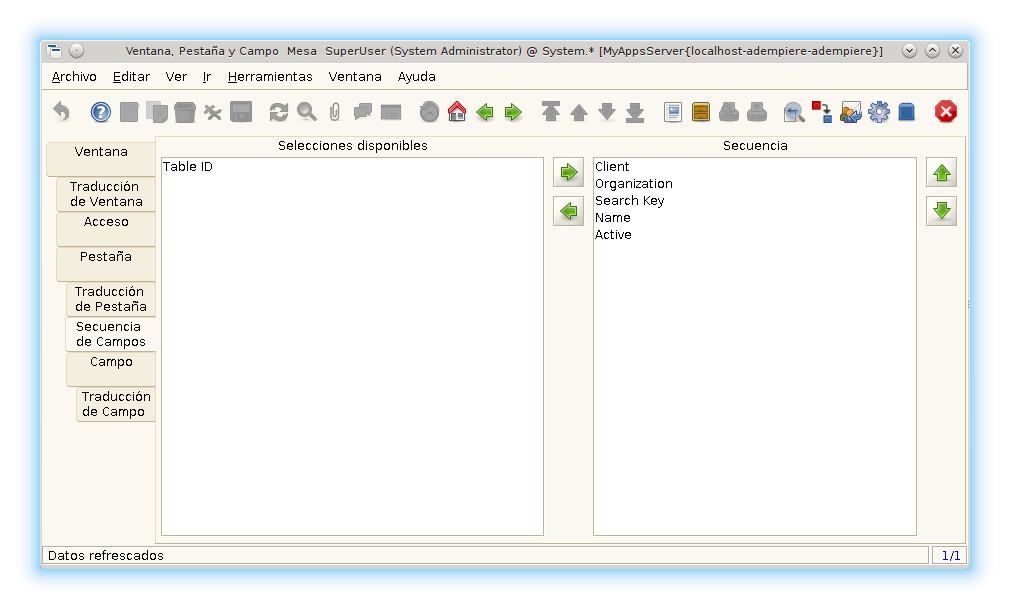 Ventana, Pestaña y Campo Mesa SuperUser (System Administrator) @ System.* [MyAppsServer{localhost-adempiere-adempiere}]
Archivo Editar Ver Ir Herramientas Ventana Ayuda
Ventana
Traducción
de Ventana
Acceso
Pestaña
Traducción
de Pestaña
Secuencia
de Campos
Campo
Traducción
de Campo
Selecciones disponibles
Table ID
Secuencia
Client
Organization
Search Key
Name
Active
Datos refrescados
1/1